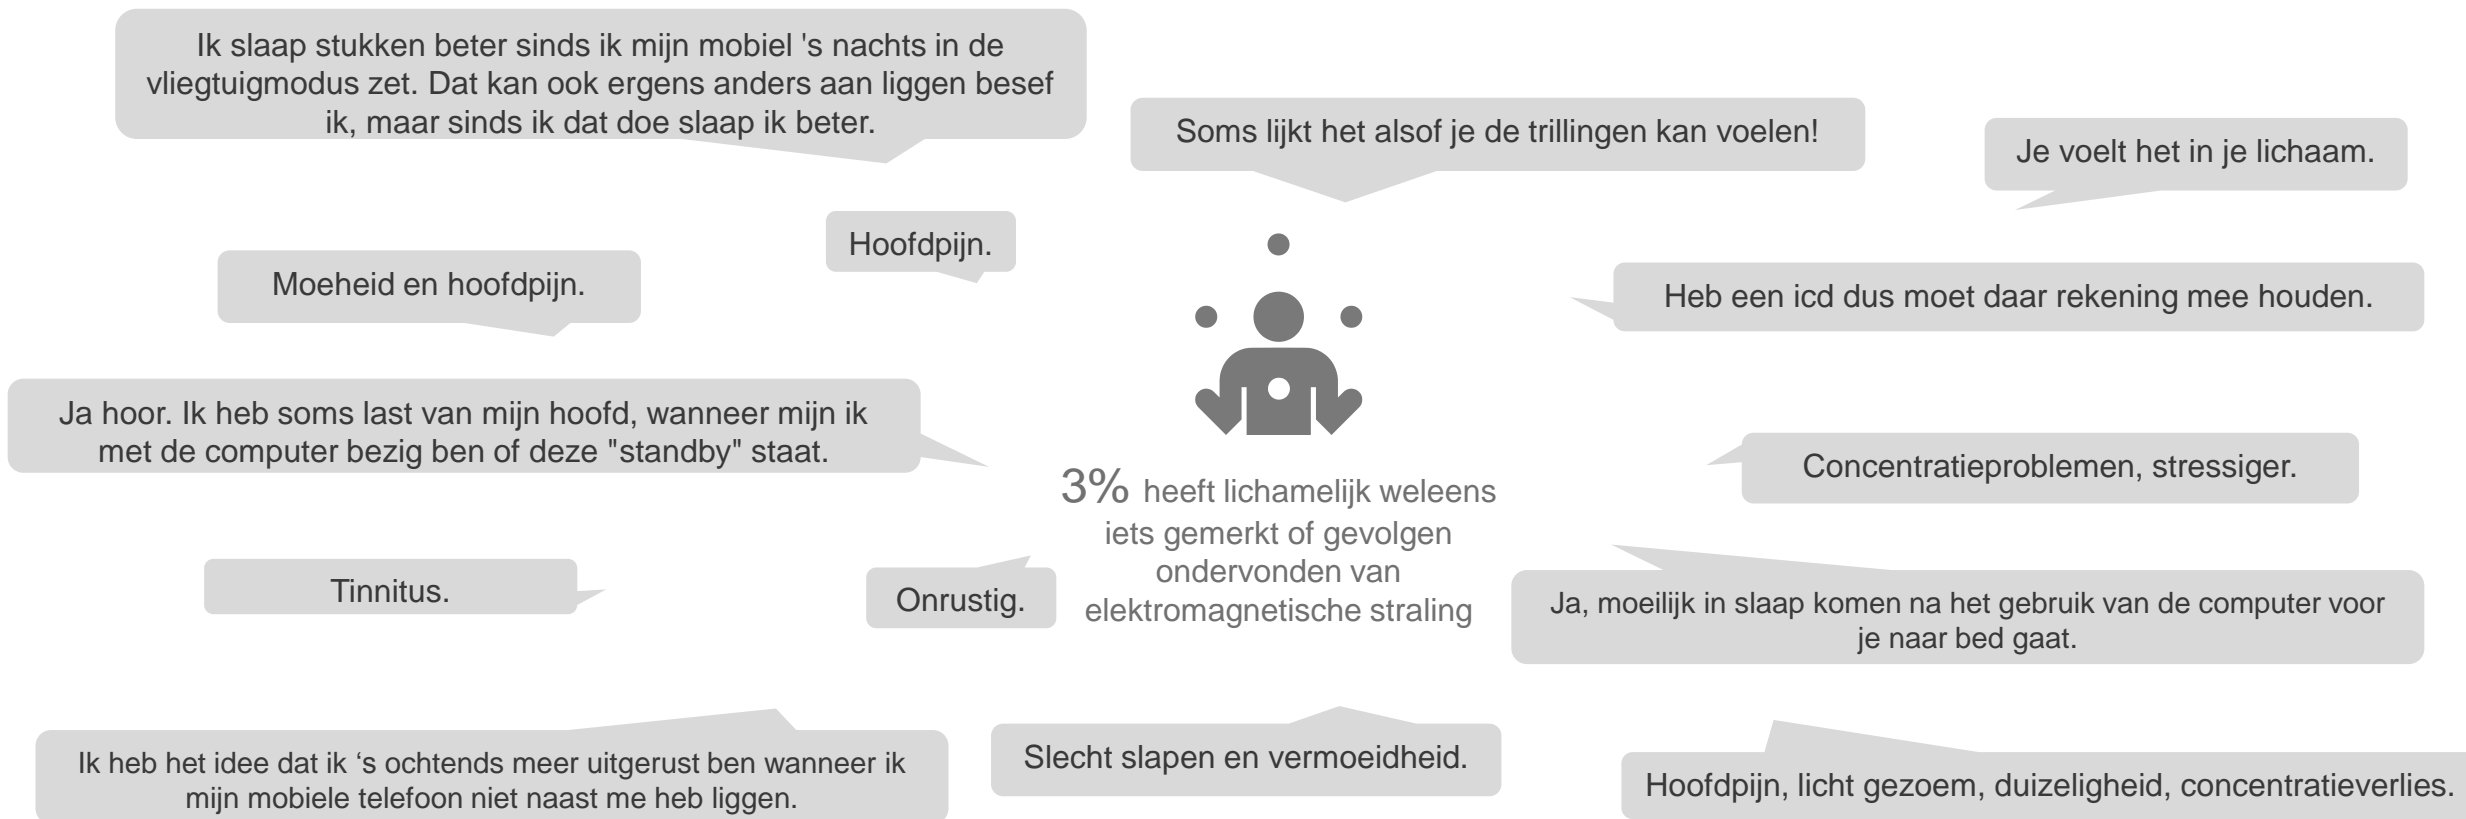 Ik slaap stukken beter sinds ik mijn mobiel 's nachts in de
vliegtuigmodus zet. Dat kan ook ergens anders aan liggen besef
ik, maar sinds ik dat doe slaap ik beter.
Soms lijkt het alsof je de trillingen kan voelen!
Je voelt het in je lichaam.
Hoofdpijn.
Moeheid en hoofdpijn.
Heb een icd dus moet daar rekening mee houden.
Ja hoor. Ik heb soms last van mijn hoofd, wanneer mijn ik
met de computer bezig ben of deze "standby" staat.
Concentratieproblemen, stressiger.
3% heeft lichamelijk weleens
iets gemerkt of gevolgen
ondervonden van
elektromagnetische straling
Tinnitus.
Onrustig.
Ja, moeilijk in slaap komen na het gebruik van de computer voor
je naar bed gaat.
Ik heb het idee dat ik ‘s ochtends meer uitgerust ben wanneer ik
mijn mobiele telefoon niet naast me heb liggen.
Slecht slapen en vermoeidheid.
Hoofdpijn, licht gezoem, duizeligheid, concentratieverlies.